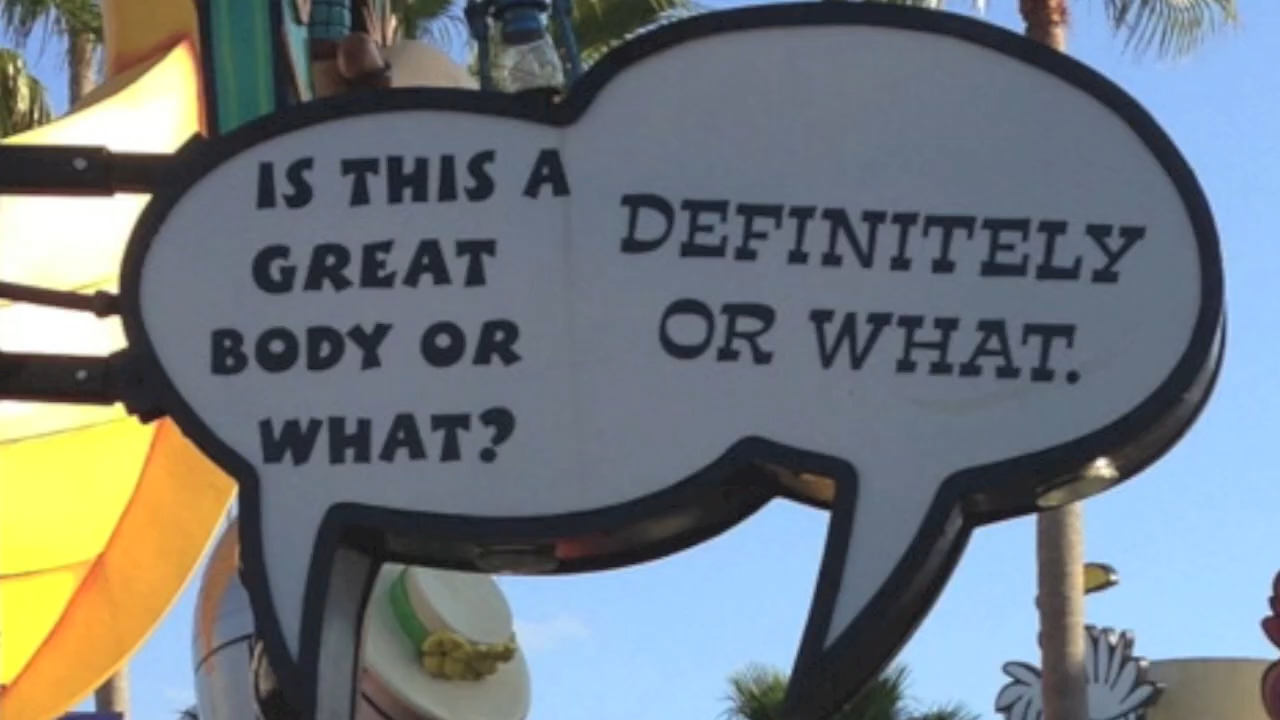 IS THIS A
GREAT
BODY OR
WHAT?
DEFINITELY
OR WHAT.